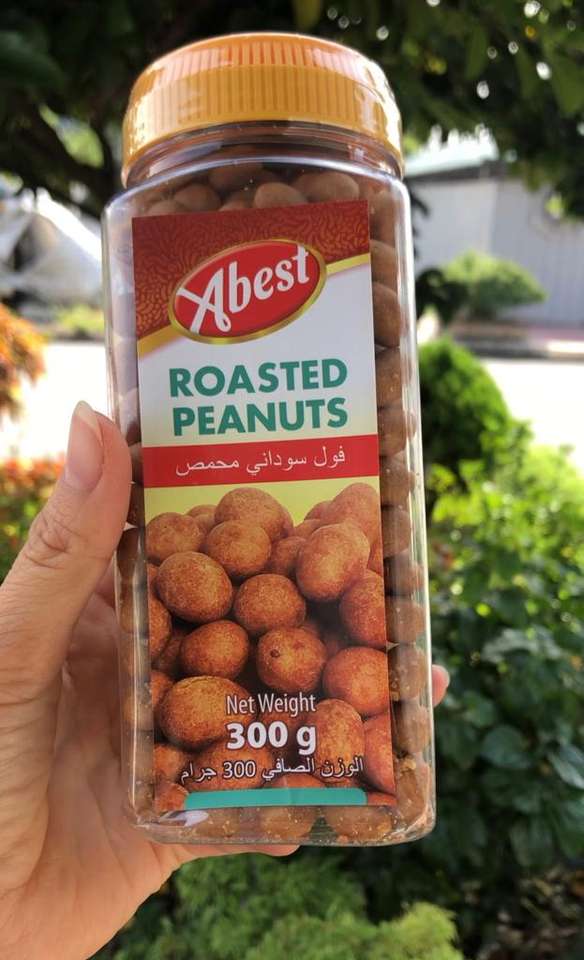 Abest
ROASTED
PEANUTS
فول سوداني محمص
Net Weight
300 g
الوزن الصافي 300 جرام